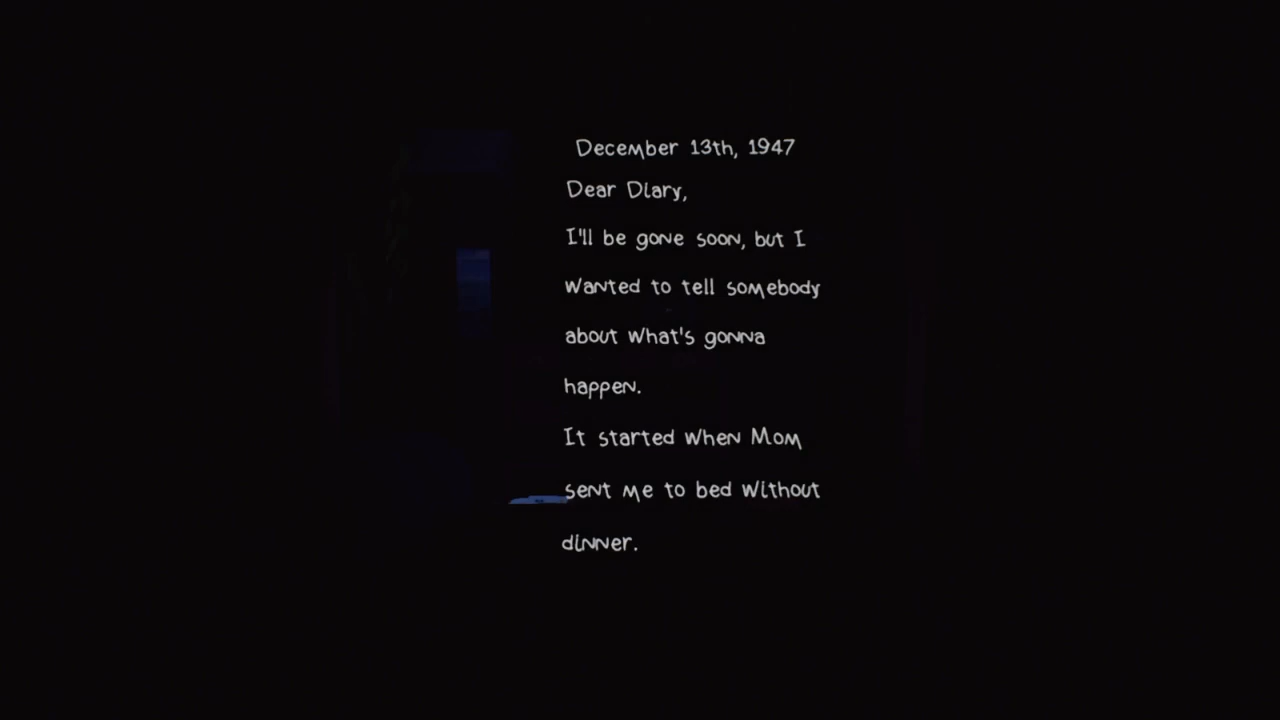 December 13th, 1947
Dear Diary,
I'll be gone soon, but I
wanted to tell somebody
about what's gonna
happen.
It started when Mom
sent me to bed without
dinner.